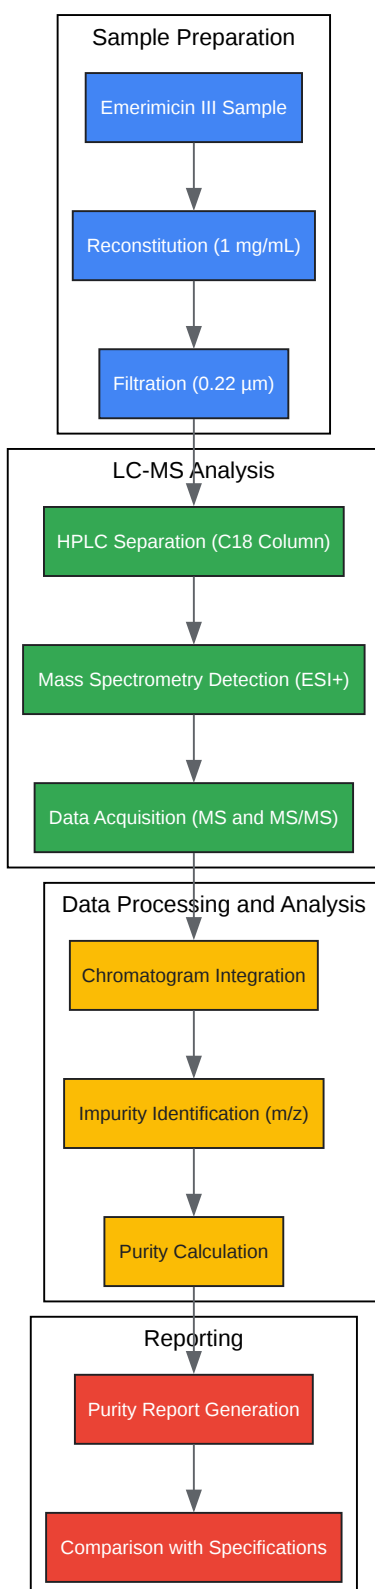 Sample Preparation
Emerimicin III Sample
Reconstitution (1 mg/mL)
Filtration (0.22 µm)
LC-MS Analysis
HPLC Separation (C18 Column)
Mass Spectrometry Detection (ESI+)
Data Acquisition (MS and MS/MS)
Data Processing and Analysis
Chromatogram Integration
Impurity Identification (m/z)
Purity Calculation
Reporting
Purity Report Generation
Comparison with Specifications